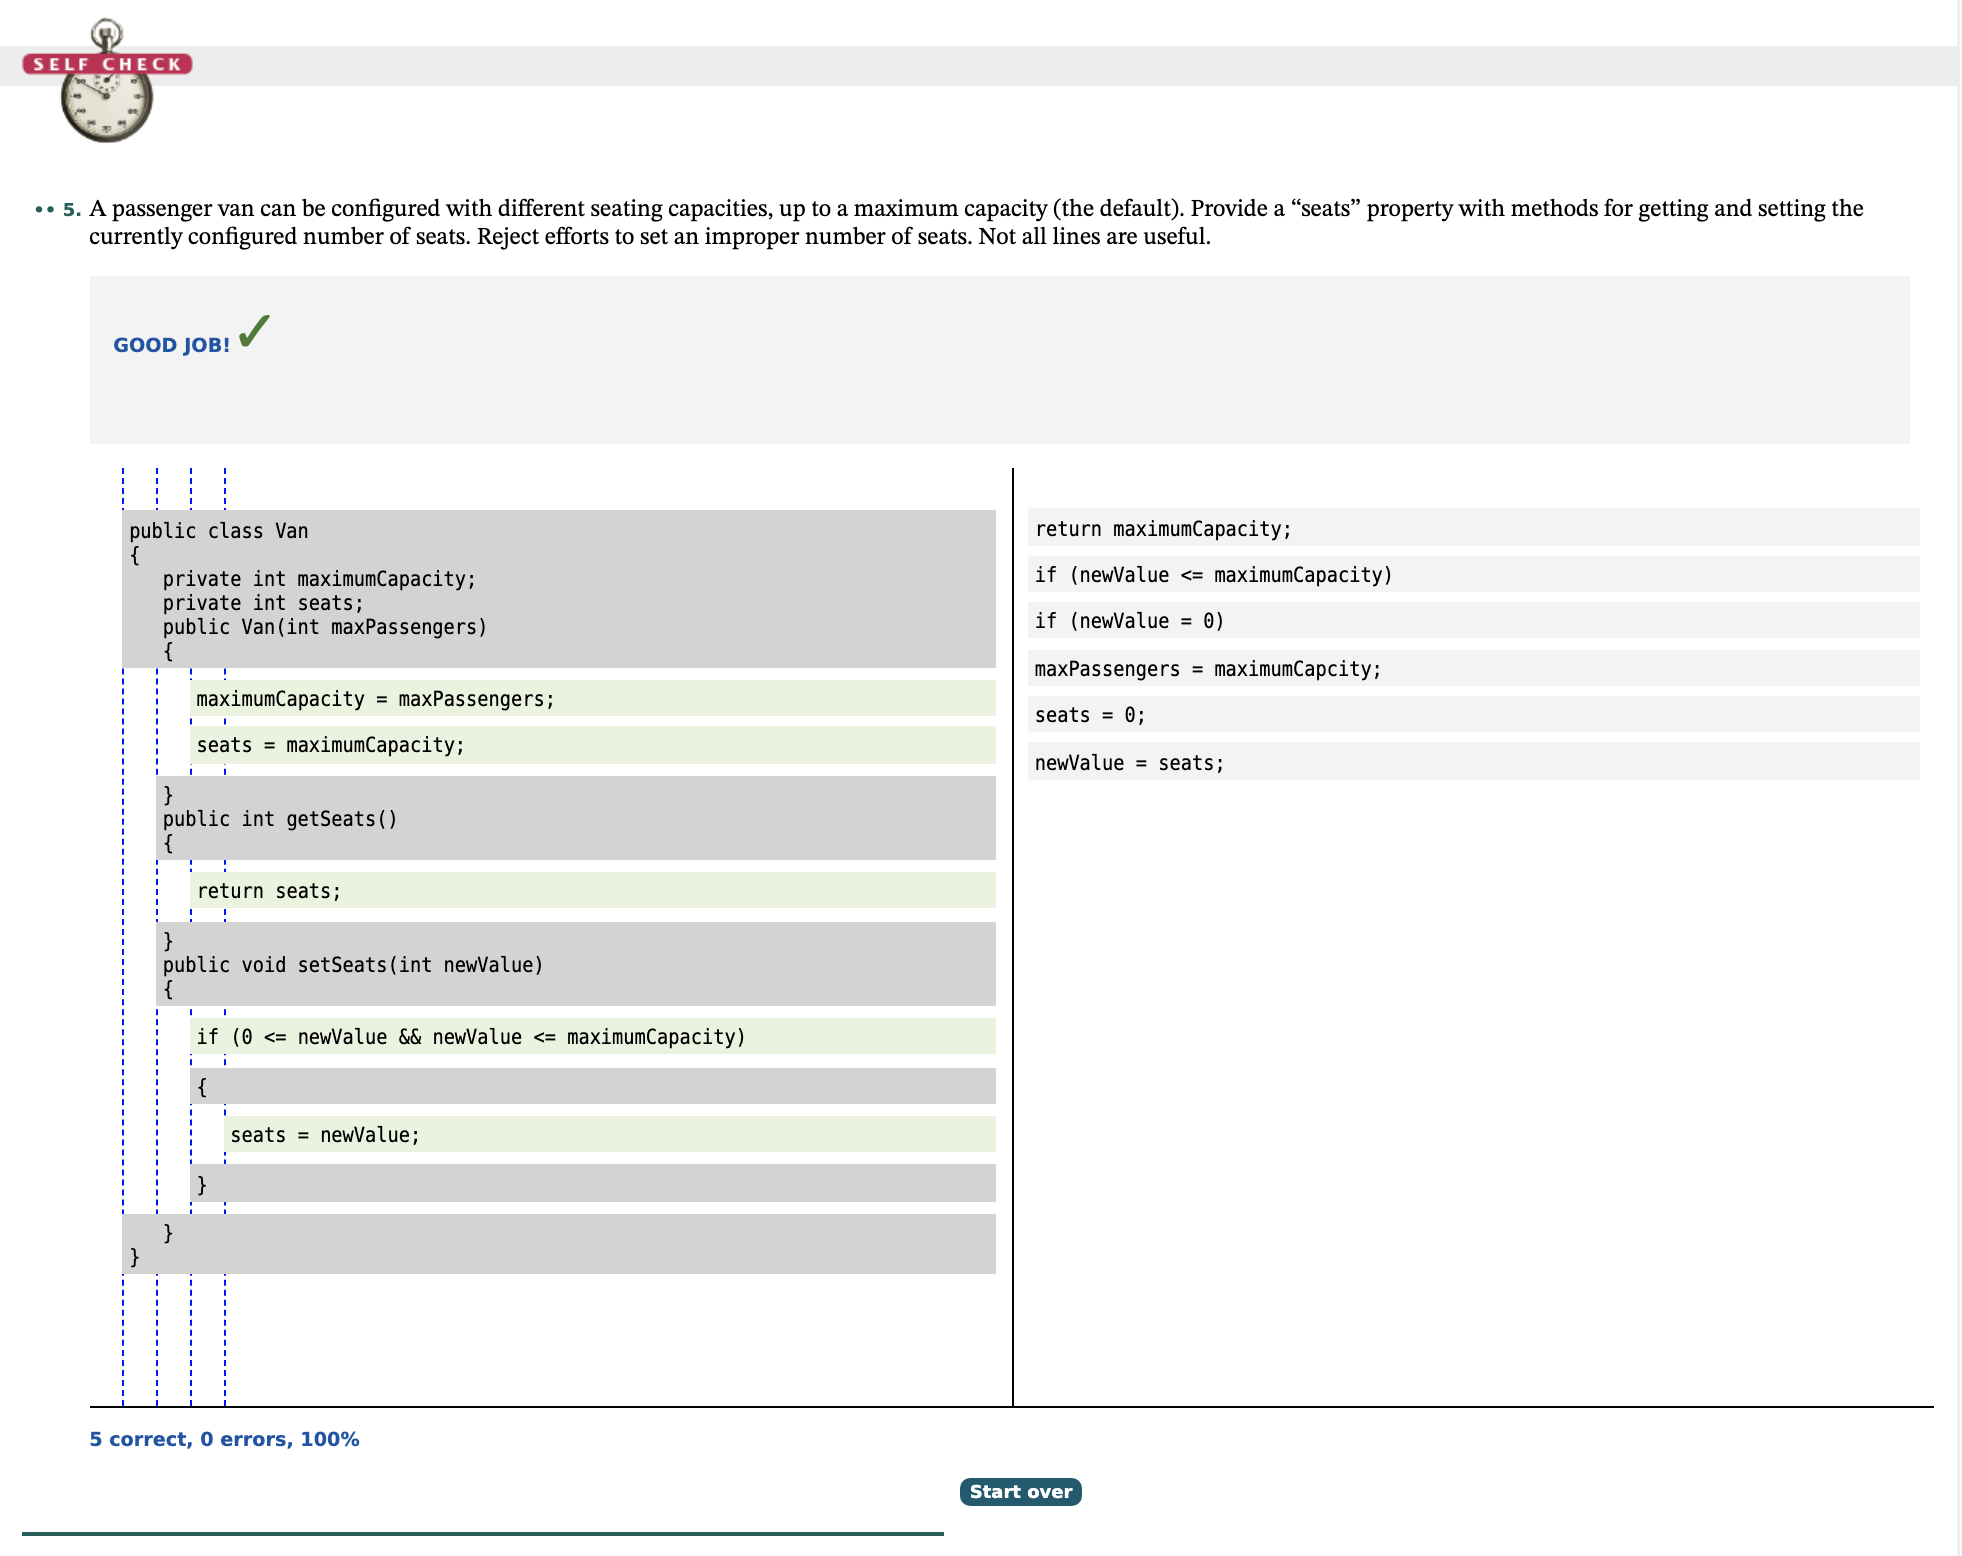 SELF CHECK
•• 5. A passenger van can be configured with different seating capacities, up to a maximum capacity (the default). Provide a “seats” property with methods for getting and setting the
currently configured number of seats. Reject efforts to set an improper number of seats. Not all lines are useful.
GOOD JOB! ✓
public class Van
{
   private int maximumCapacity;
   private int seats;
   public Van(int maxPassengers)
   {
      maximumCapacity = maxPassengers;
      seats = maximumCapacity;
   }
   public int getSeats()
   {
      return seats;
   }
   public void setSeats(int newValue)
   {
      if (0 <= newValue && newValue <= maximumCapacity)
      {
         seats = newValue;
      }
   }
}
return maximumCapacity;
if (newValue <= maximumCapacity)
if (newValue = 0)
maxPassengers = maximumCapcity;
seats = 0;
newValue = seats;
5 correct, 0 errors, 100%
Start over